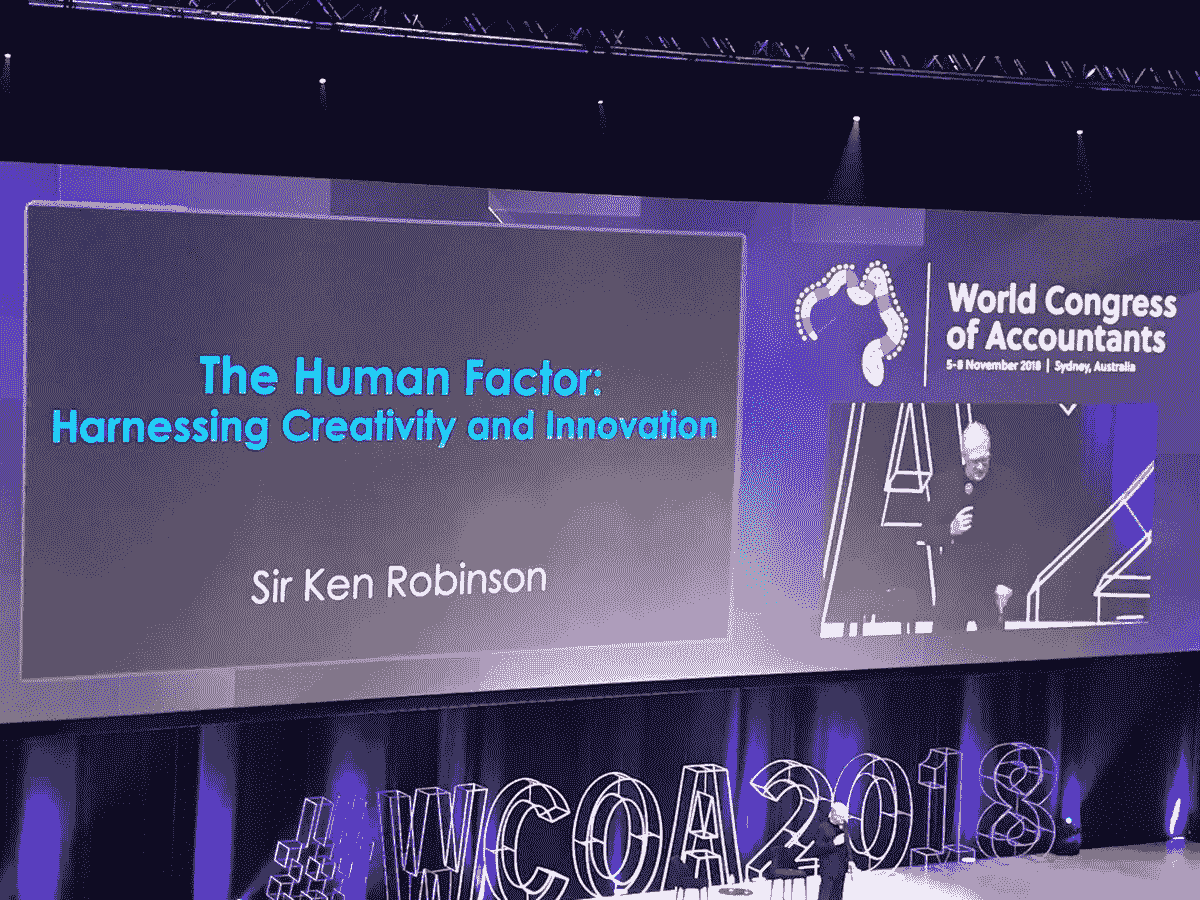 The Human Factor:
Harnessing Creativity and Innovation
Sir Ken Robinson
World Congress
of Accountants
5-8 November 2018 | Sydney, Australia
#WCOA2018